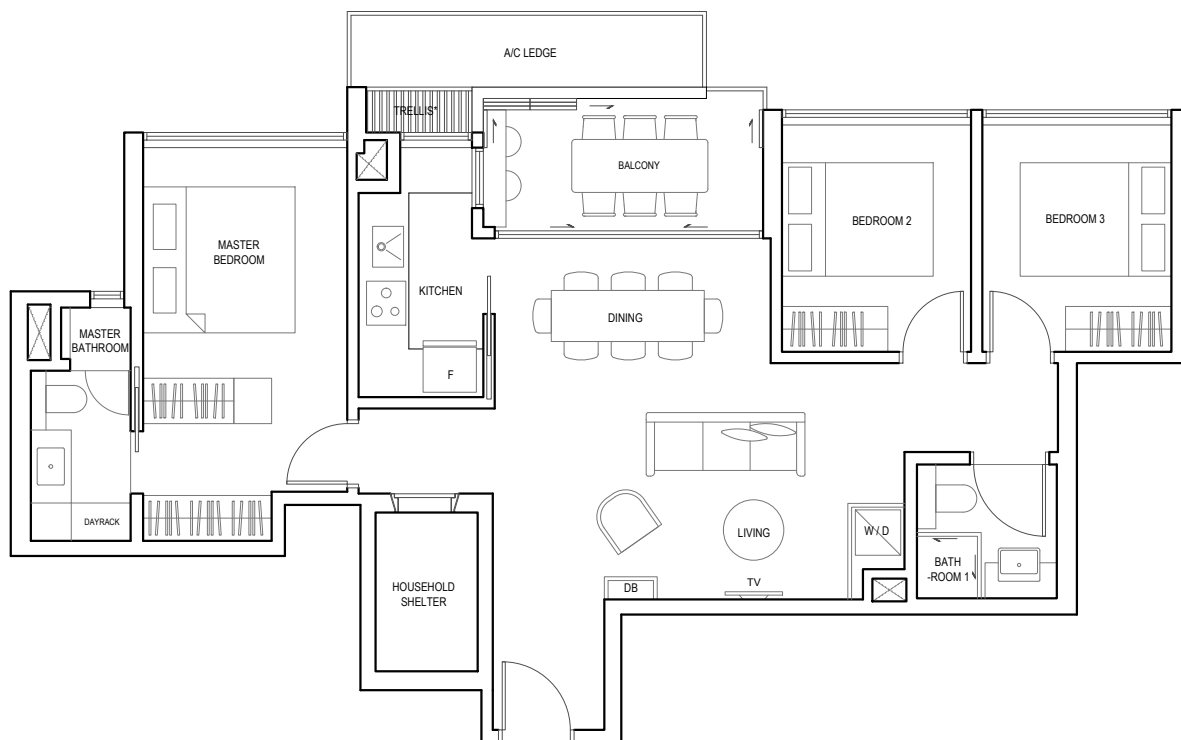 A/C LEDGE
TRELLIS*
BALCONY
BEDROOM 2
BEDROOM 3
MASTER
BEDROOM
KITCHEN
DINING
MASTER
BATHROOM
F
DAYRACK
LIVING
W / D
HOUSEHOLD
SHELTER
DB
TV
BATH
-ROOM 1